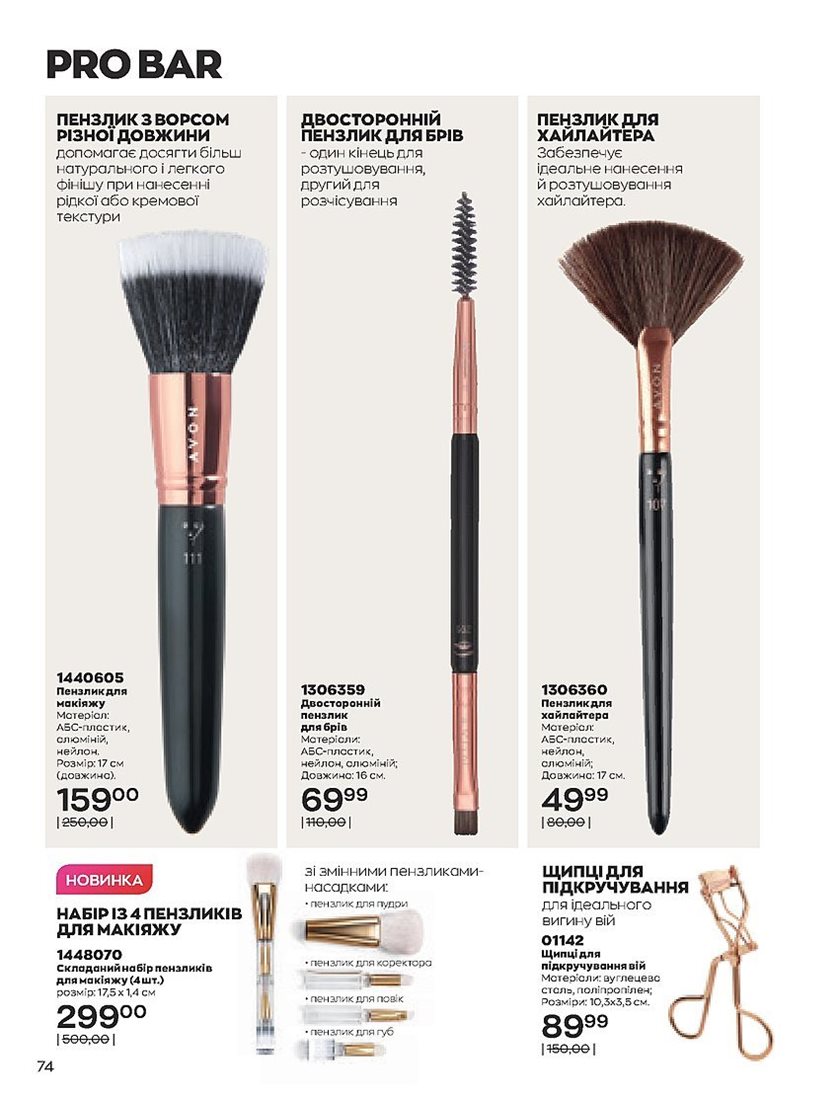 PRO BAR
ПЕНЗЛИК З ВОРСОМ
РІЗНОЇ ДОВЖИНИ
допомагає досягти більш
натурального і легкого
фінішу при нанесенні
рідкої або кремової
текстури
AVON
111
1440605
Пензлик для
макіяжу
Матеріал:
АБС-пластик,
алюміній,
нейлон.
Розмір: 17 см
(довжина).
159⁰⁰
|250,00|
ДВОСТОРОННІЙ
ПЕНЗЛИК ДЛЯ БРІВ
- один кінець для
розтушовування,
другий для
розчісування
1306359
Двосторонній
пензлик
для брів
Матеріали:
АБС-пластик,
нейлон, алюміній;
Довжина: 16 см.
69⁹⁹
|110,00|
ПЕНЗЛИК ДЛЯ
ХАЙЛАЙТЕРА
Забезпечує
ідеальне нанесення
й розтушовування
хайлайтера.
AVON
1306360
Пензлик для
хайлайтера
Матеріал:
АБС-пластик,
нейлон,
алюміній;
Довжина: 17 см.
49⁹⁹
|80,00|
НОВИНКА
НАБІР ІЗ 4 ПЕНЗЛИКІВ
ДЛЯ МАКІЯЖУ
1448070
Складаний набір пензликів
для макіяжу (4 шт.)
розмір: 17,5 х 1,4 см
299⁰⁰
|500,00|
зі змінними пензликами-
насадками:
• пензлик для пудри
• пензлик для коректора
• пензлик для повік
• пензлик для губ
ЩИПЦІ ДЛЯ
ПІДКРУЧУВАННЯ
для ідеального
вигину вій
01142
Щипці для
підкручування вій
Матеріали: вуглецева
сталь, поліпропілен;
Розміри: 10,3х3,5 см.
89⁹⁹
|150,00|
74